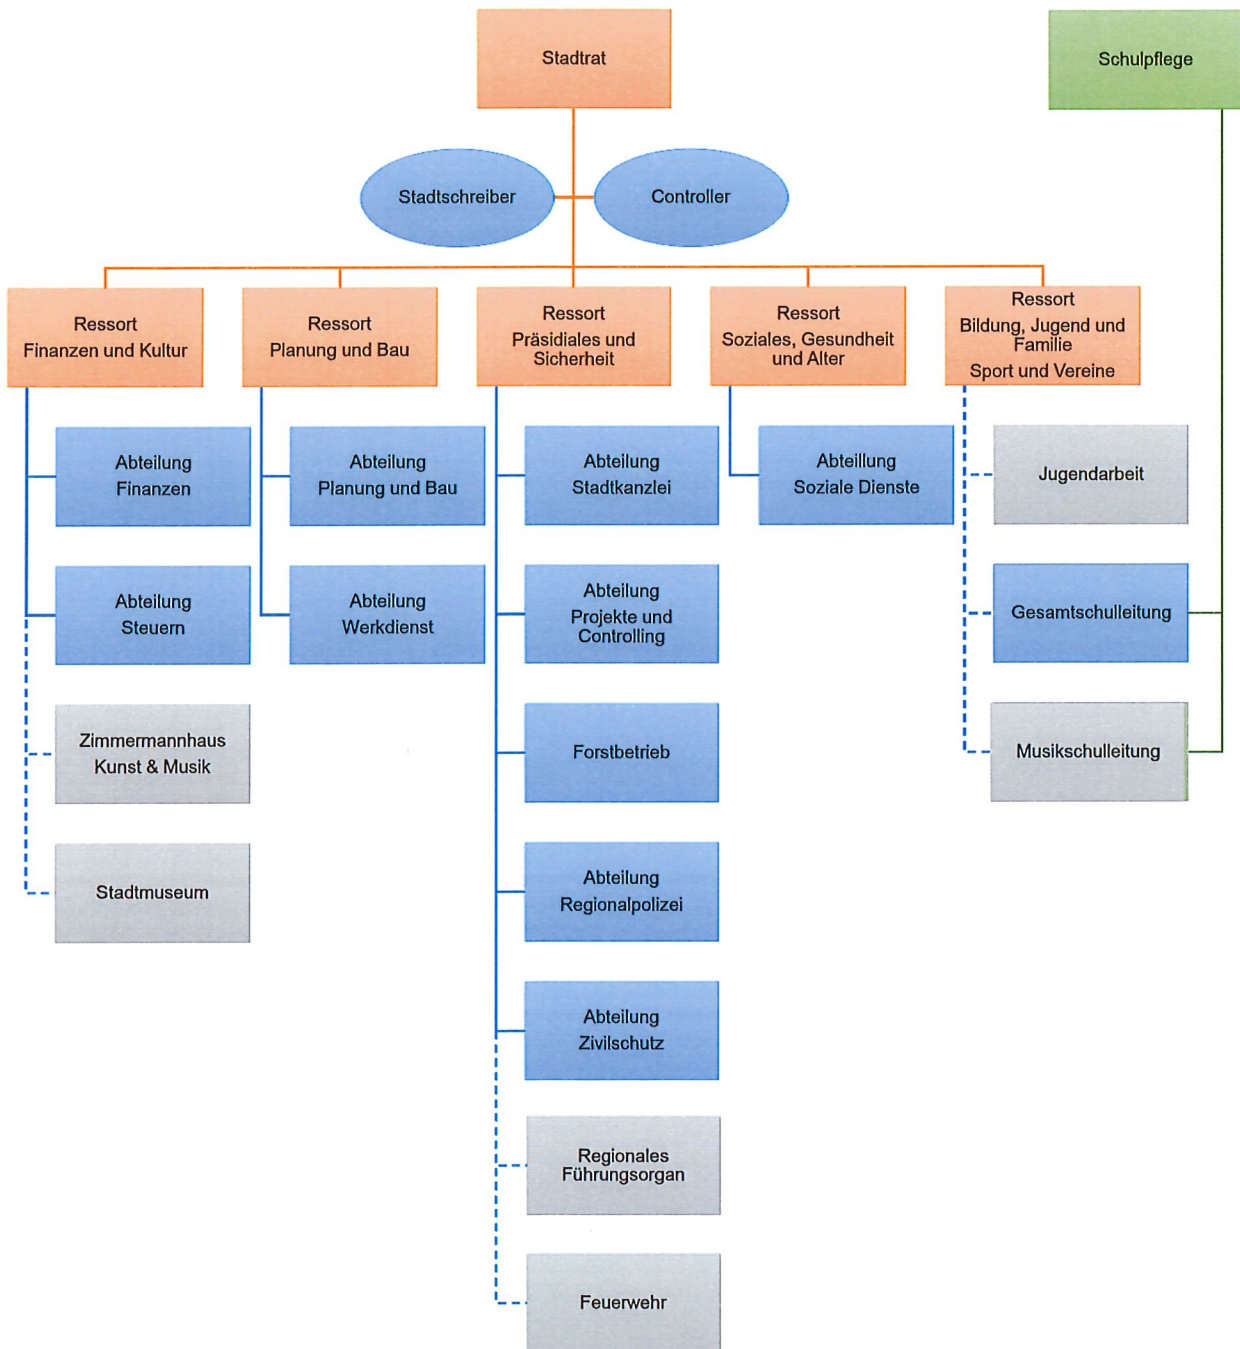 Stadtrat
Schulpflege
Stadtschreiber
Controller
Ressort
Finanzen und Kultur
Ressort
Planung und Bau
Ressort
Präsidiales und
Sicherheit
Ressort
Soziales, Gesundheit
und Alter
Ressort
Bildung, Jugend und
Familie
Sport und Vereine
Abteilung
Finanzen
Abteilung
Planung und Bau
Abteilung
Stadtkanzlei
Abteillung
Soziale Dienste
Jugendarbeit
Abteilung
Steuern
Abteilung
Werkdienst
Abteilung
Projekte und
Controlling
Gesamtschulleitung
Zimmermannhaus
Kunst & Musik
Forstbetrieb
Musikschulleitung
Stadtmuseum
Abteilung
Regionalpolizei
Abteilung
Zivilschutz
Regionales
Führungsorgan
Feuerwehr